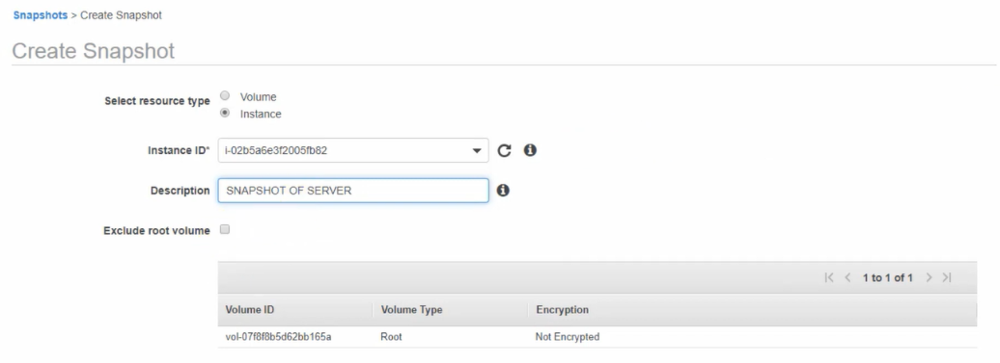 Snapshots > Create Snapshot
Create Snapshot
Select resource type
Volume
Instance
Instance ID* i-02b5a6e3f2005fb82
Description SNAPSHOT OF SERVER
Exclude root volume
1 to 1 of 1
Volume ID Volume Type Encryption
vol-07f8f8b5d62bb165a Root Not Encrypted